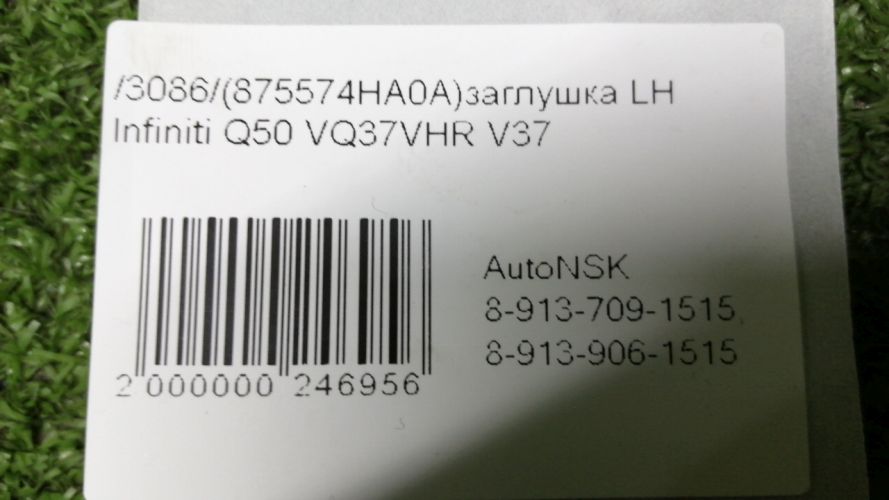 /3086/(875574HA0A)заглушка LH
Infiniti Q50 VQ37VHR V37
AutoNSK
8-913-709-1515,
8-913-906-1515
2 000000 246956